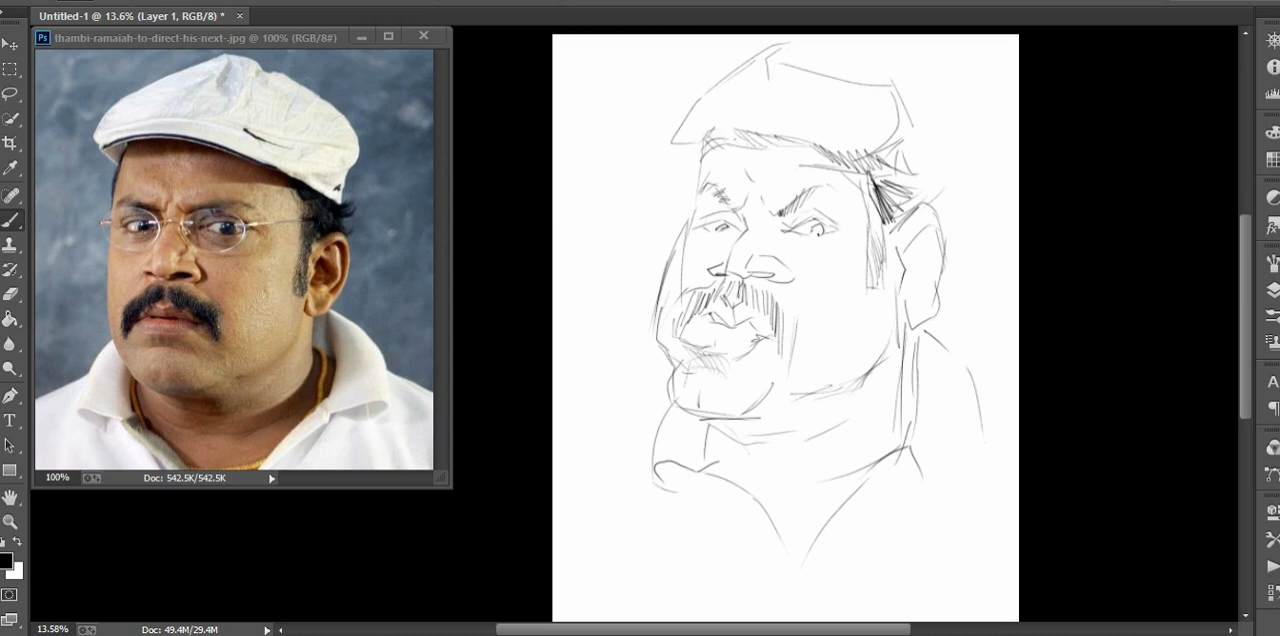 Untitled-1 @ 13.6% (Layer 1, RGB/8) * ×
Ps thambi-ramaiah-to-direct-his-next-.jpg @ 100% (RGB/8#)
100% Doc: 542.5K/542.5K
13.58% Doc: 49.4M/29.4M
T
A